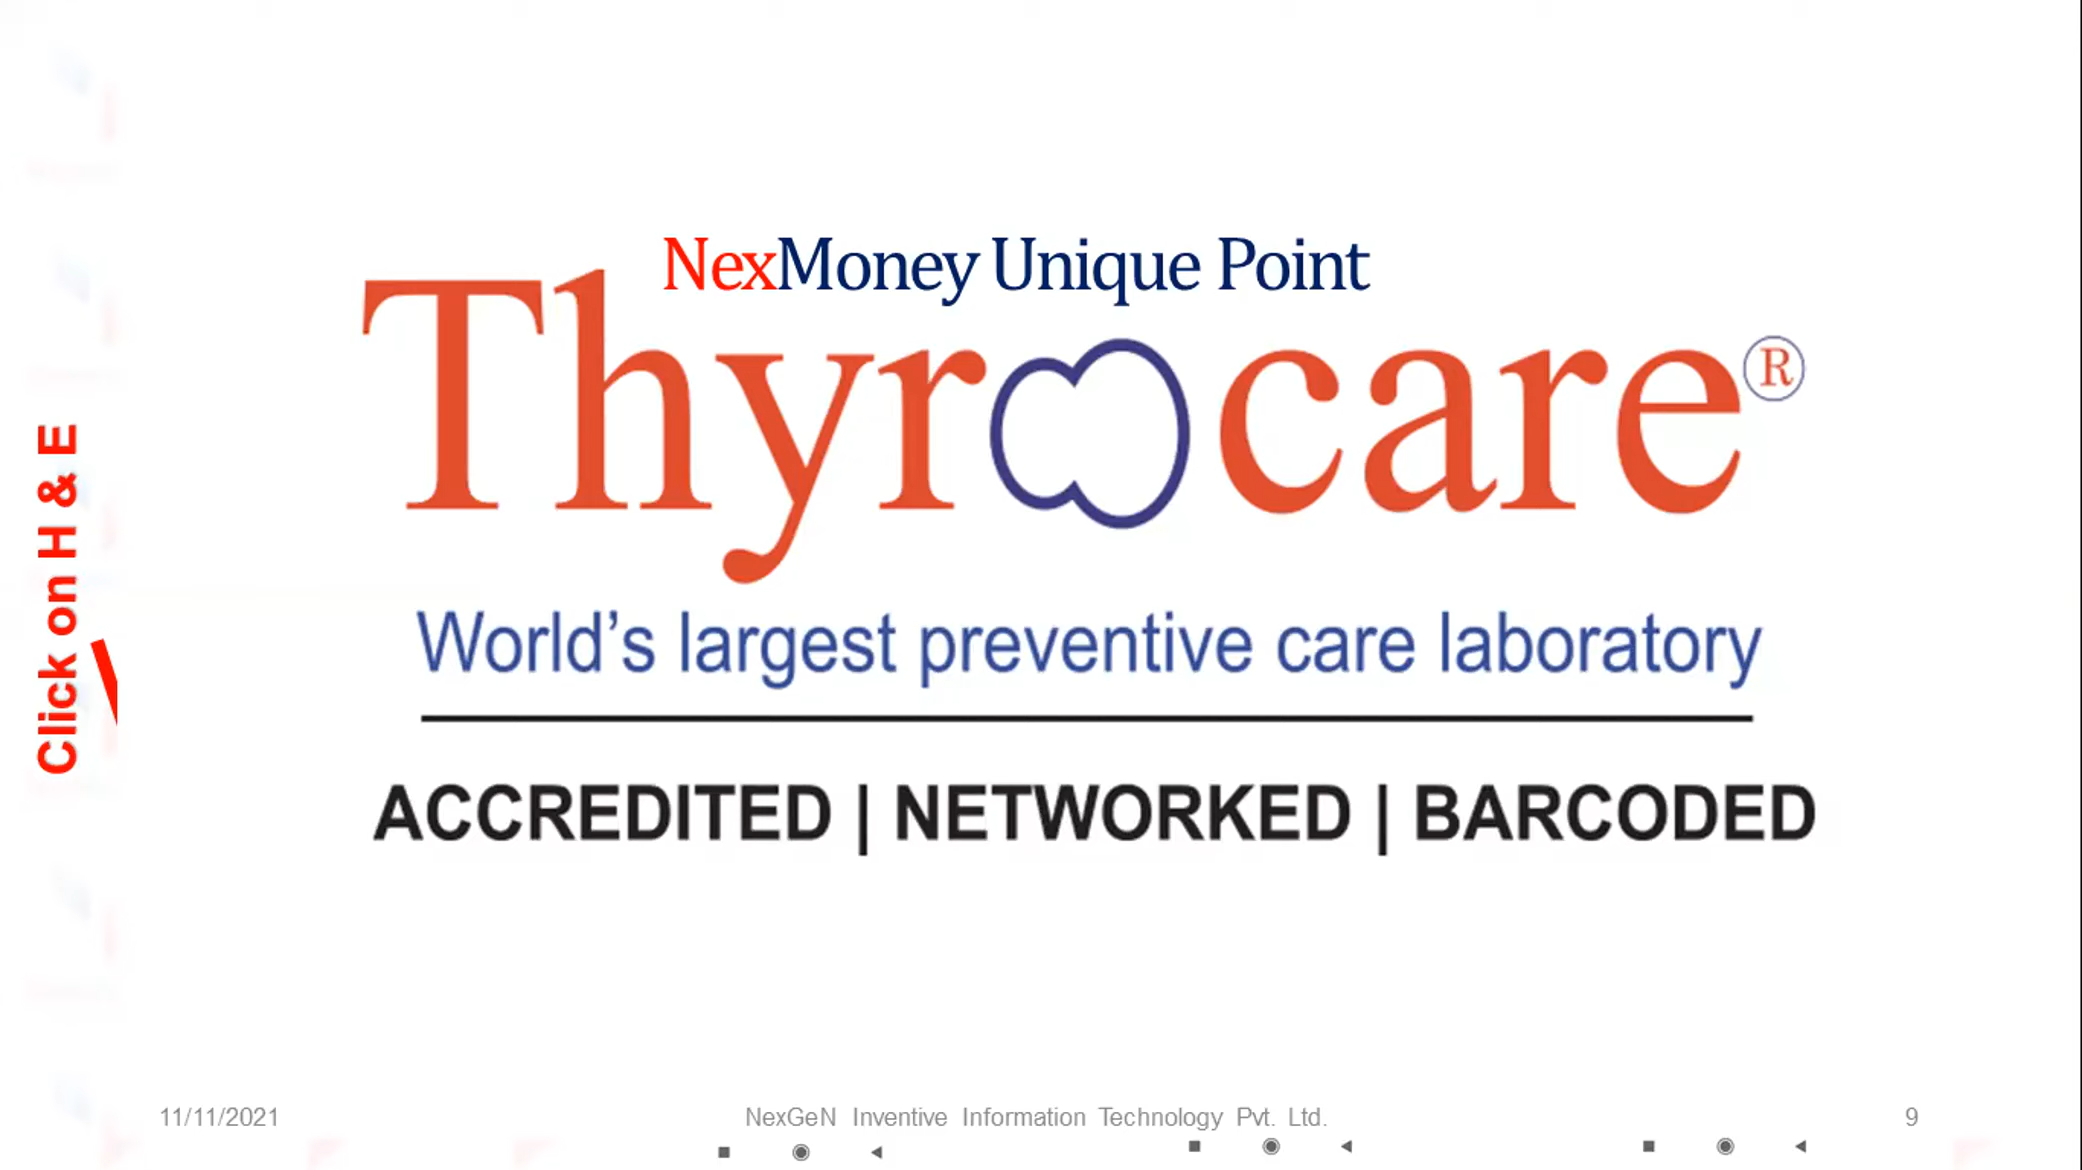 NexMoney Unique Point
Thyrocare®
World's largest preventive care laboratory
ACCREDITED | NETWORKED | BARCODED
Click on H & E
11/11/2021
NexGeN Inventive Information Technology Pvt. Ltd.
9